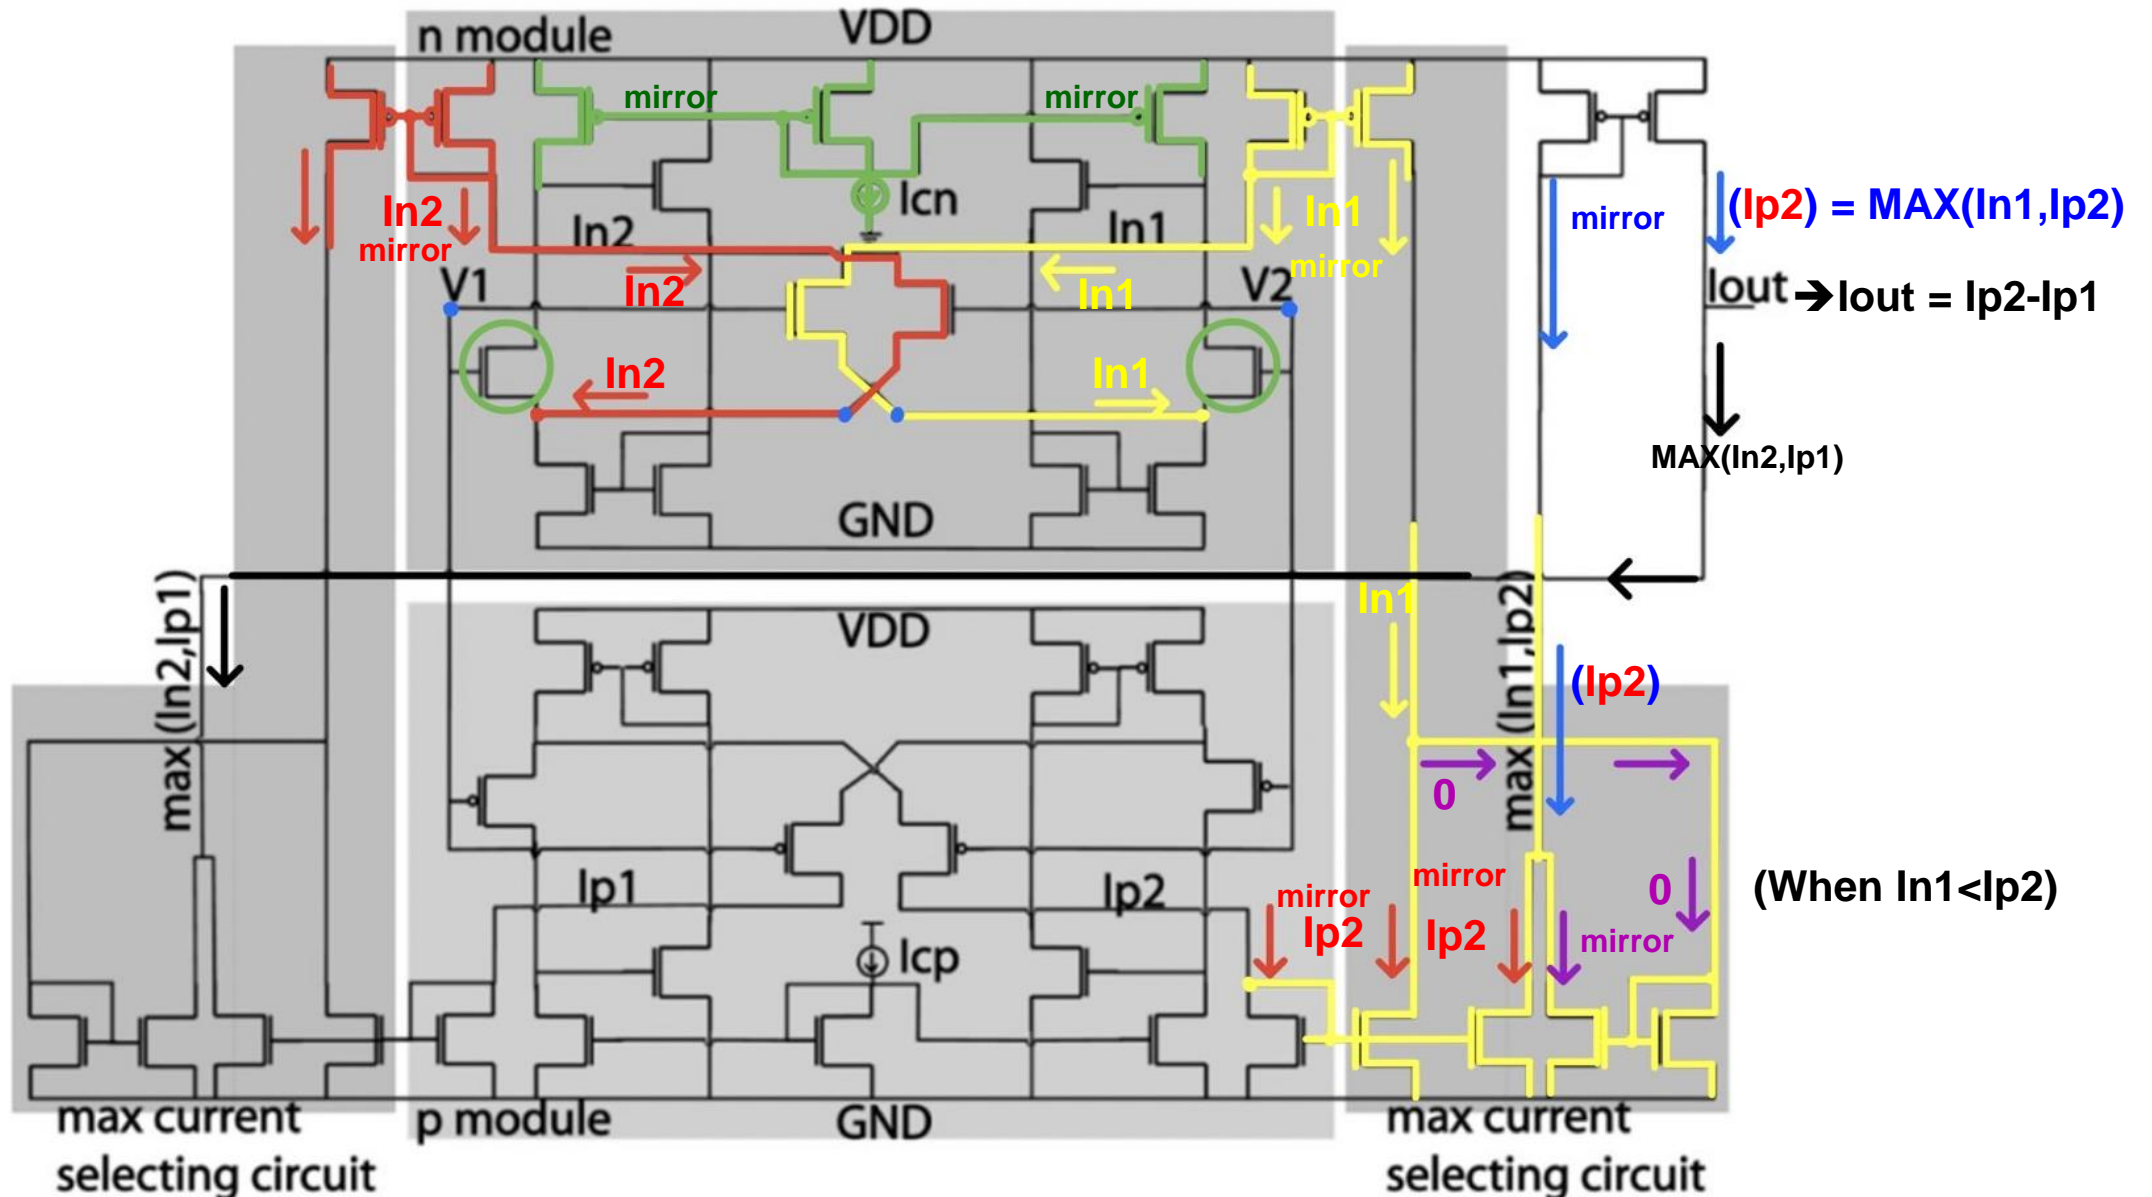 n module
VDD
mirror
mirror
In2
mirror
In2
Icn
In1
In1
mirror
mirror
(Ip2) = MAX(In1,Ip2)
V1
In2
In1
V2
Iout
➔Iout = Ip2-Ip1
In2
In1
MAX(In2,Ip1)
GND
max (In2,Ip1)
In1
max (In1,Ip2)
VDD
(Ip2)
0
Ip1
Ip2
mirror
Ip2
mirror
Ip2
0
(When In1<Ip2)
mirror
Icp
max current
selecting circuit
p module
GND
max current
selecting circuit